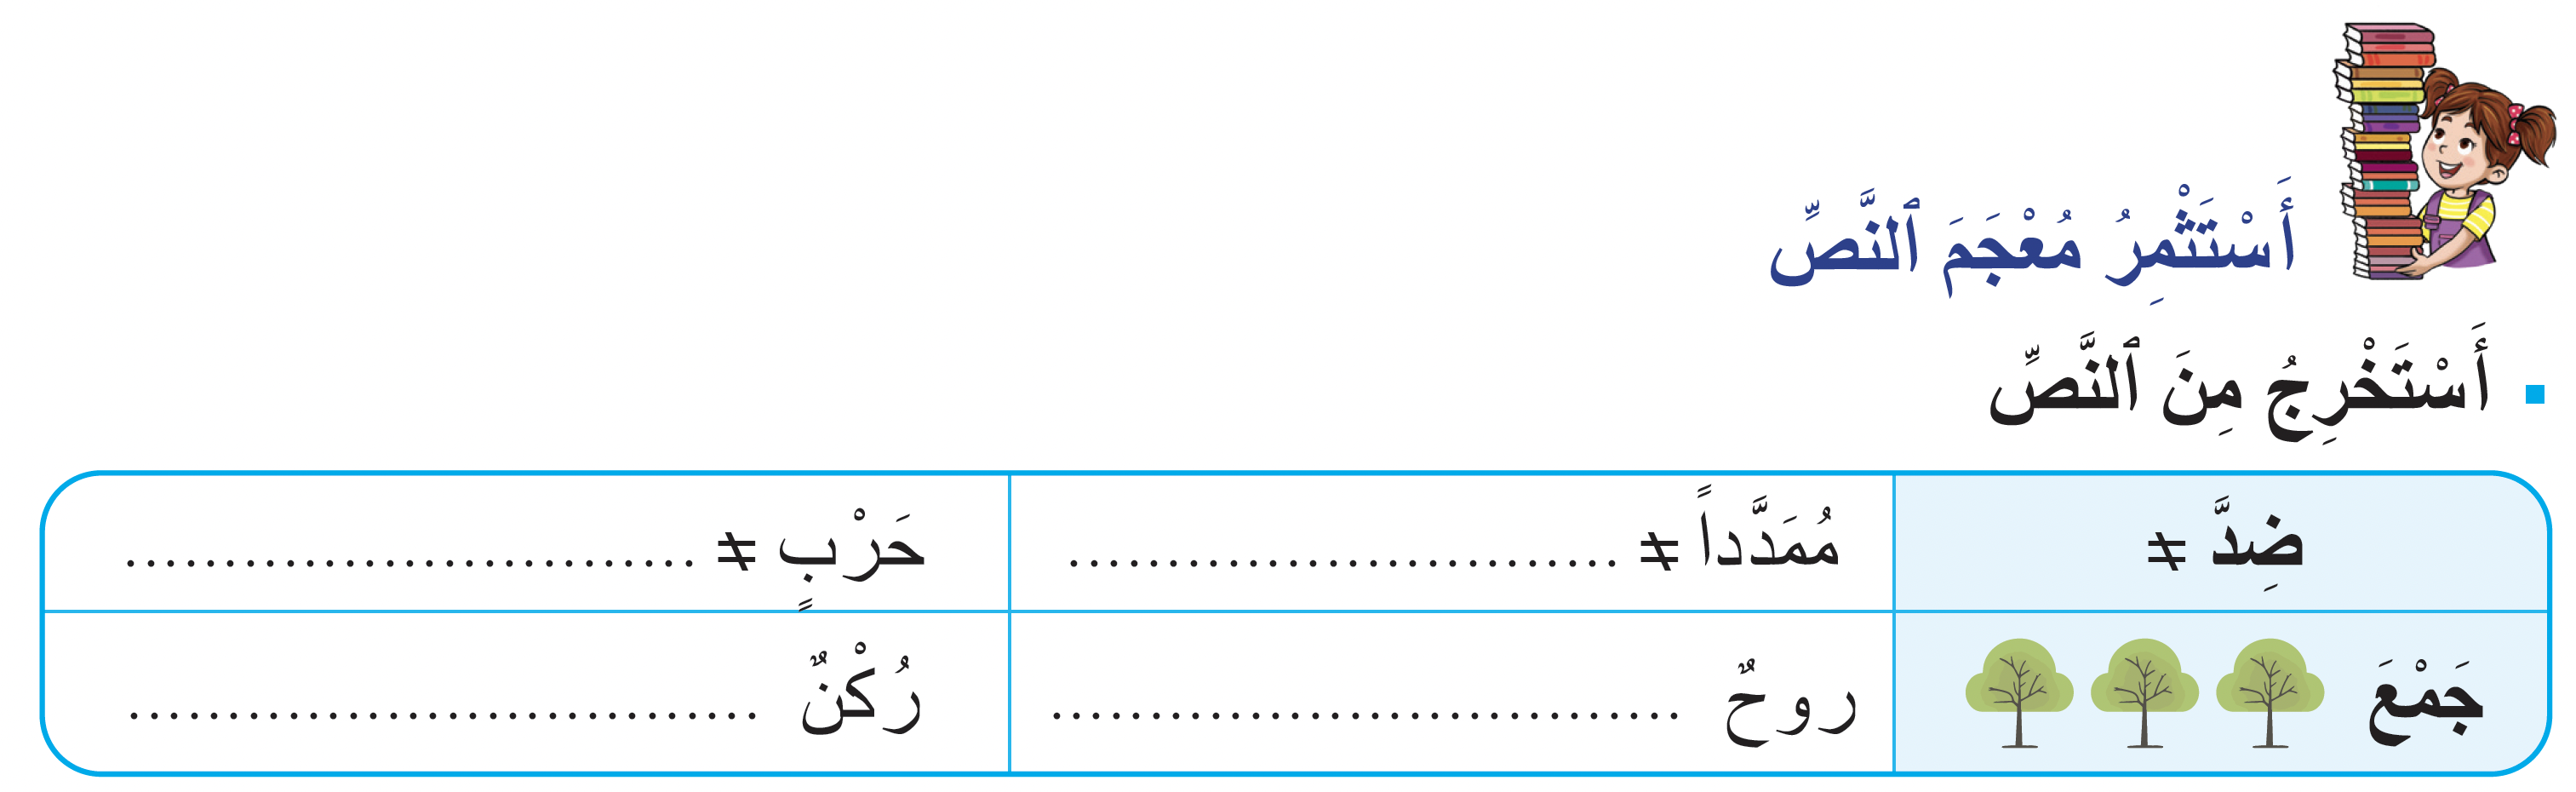 أَسْتَثْمِرُ مُعْجَمَ ٱلنَّصِّ
▪ أَسْتَخْرِجُ مِنَ ٱلنَّصِّ
ضِدَّ ≠ مُمَدَّداً ≠ ........................... حَرْبٍ ≠ ............................
جَمْعَ روحٌ ................................ رُكْنٌ ................................